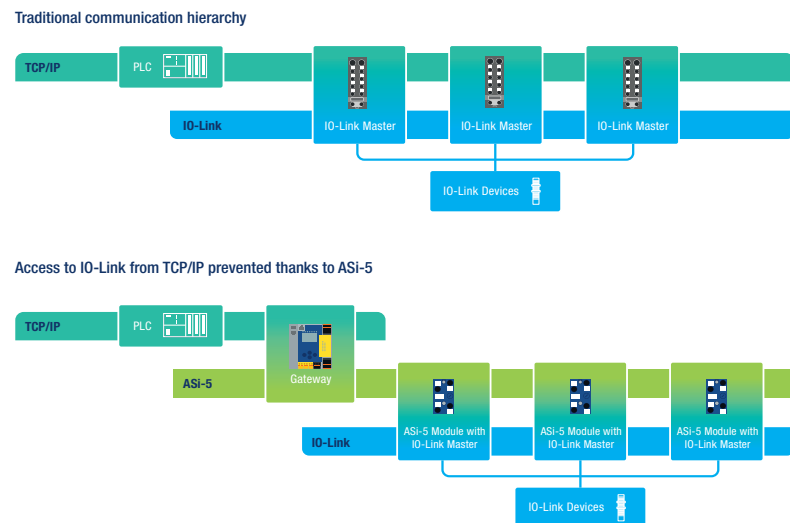 Traditional communication hierarchy
TCP/IP
PLC
IO-Link
IO-Link Master
IO-Link Master
IO-Link Master
IO-Link Devices
Access to IO-Link from TCP/IP prevented thanks to ASi-5
TCP/IP
PLC
Gateway
ASi-5
ASi-5 Module with
IO-Link Master
ASi-5 Module with
IO-Link Master
ASi-5 Module with
IO-Link Master
IO-Link
IO-Link Devices